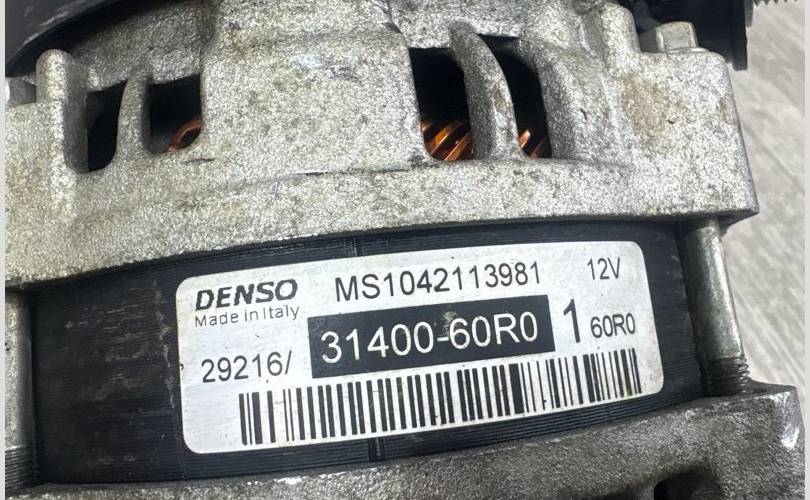 DENSO MS1042113981 12V
Made in Italy
29216/ 31400-60R0 1 60R0